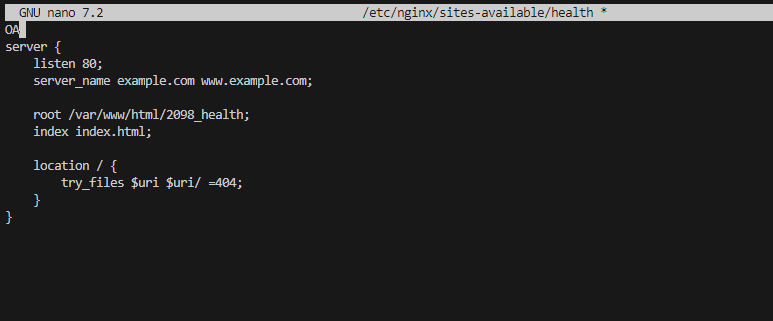 GNU nano 7.2 /etc/nginx/sites-available/health *
OA
server {
    listen 80;
    server_name example.com www.example.com;

    root /var/www/html/2098_health;
    index index.html;

    location / {
        try_files $uri $uri/ =404;
    }
}